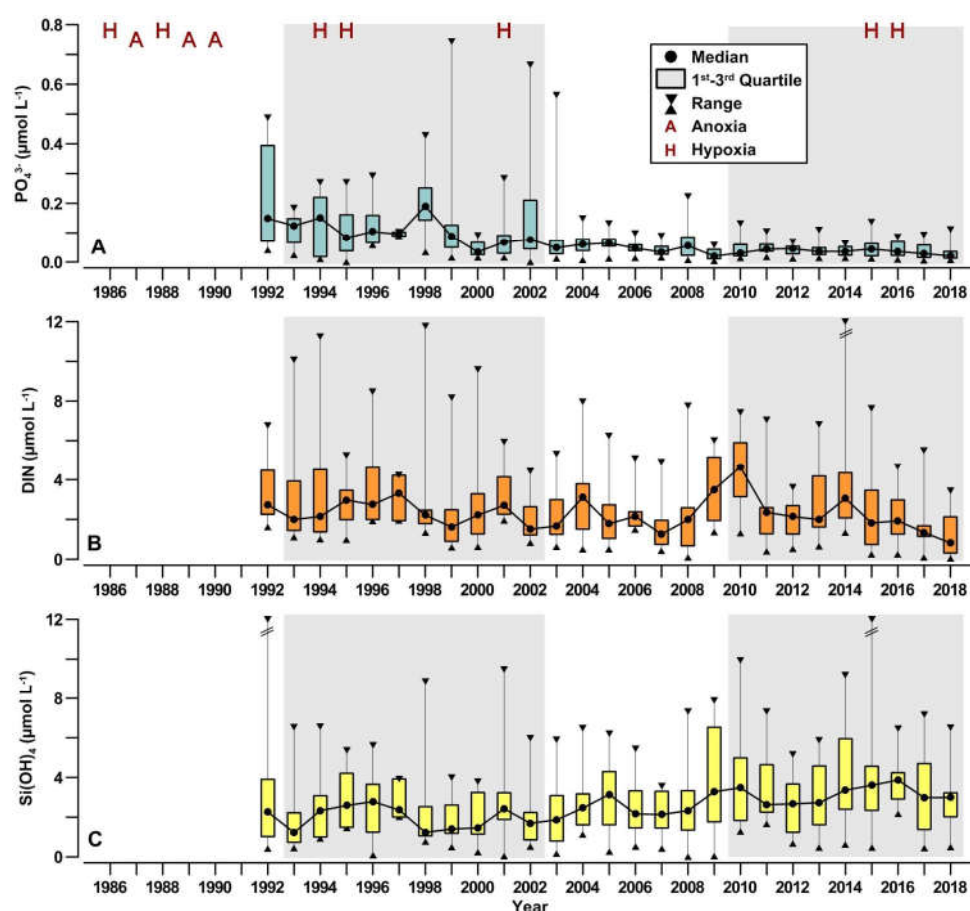 H A H A A H H H H H
0.8
0.6
0.4
0.2
0.0
PO₄³⁻ (µmol L⁻¹)
Median
1st-3rd Quartile
Range
A Anoxia
H Hypoxia
A
1986 1988 1990 1992 1994 1996 1998 2000 2002 2004 2006 2008 2010 2012 2014 2016 2018
12
8
4
0
DIN (µmol L⁻¹)
B
1986 1988 1990 1992 1994 1996 1998 2000 2002 2004 2006 2008 2010 2012 2014 2016 2018
12
8
4
0
Si(OH)₄ (µmol L⁻¹)
C
1986 1988 1990 1992 1994 1996 1998 2000 2002 2004 2006 2008 2010 2012 2014 2016 2018
Year